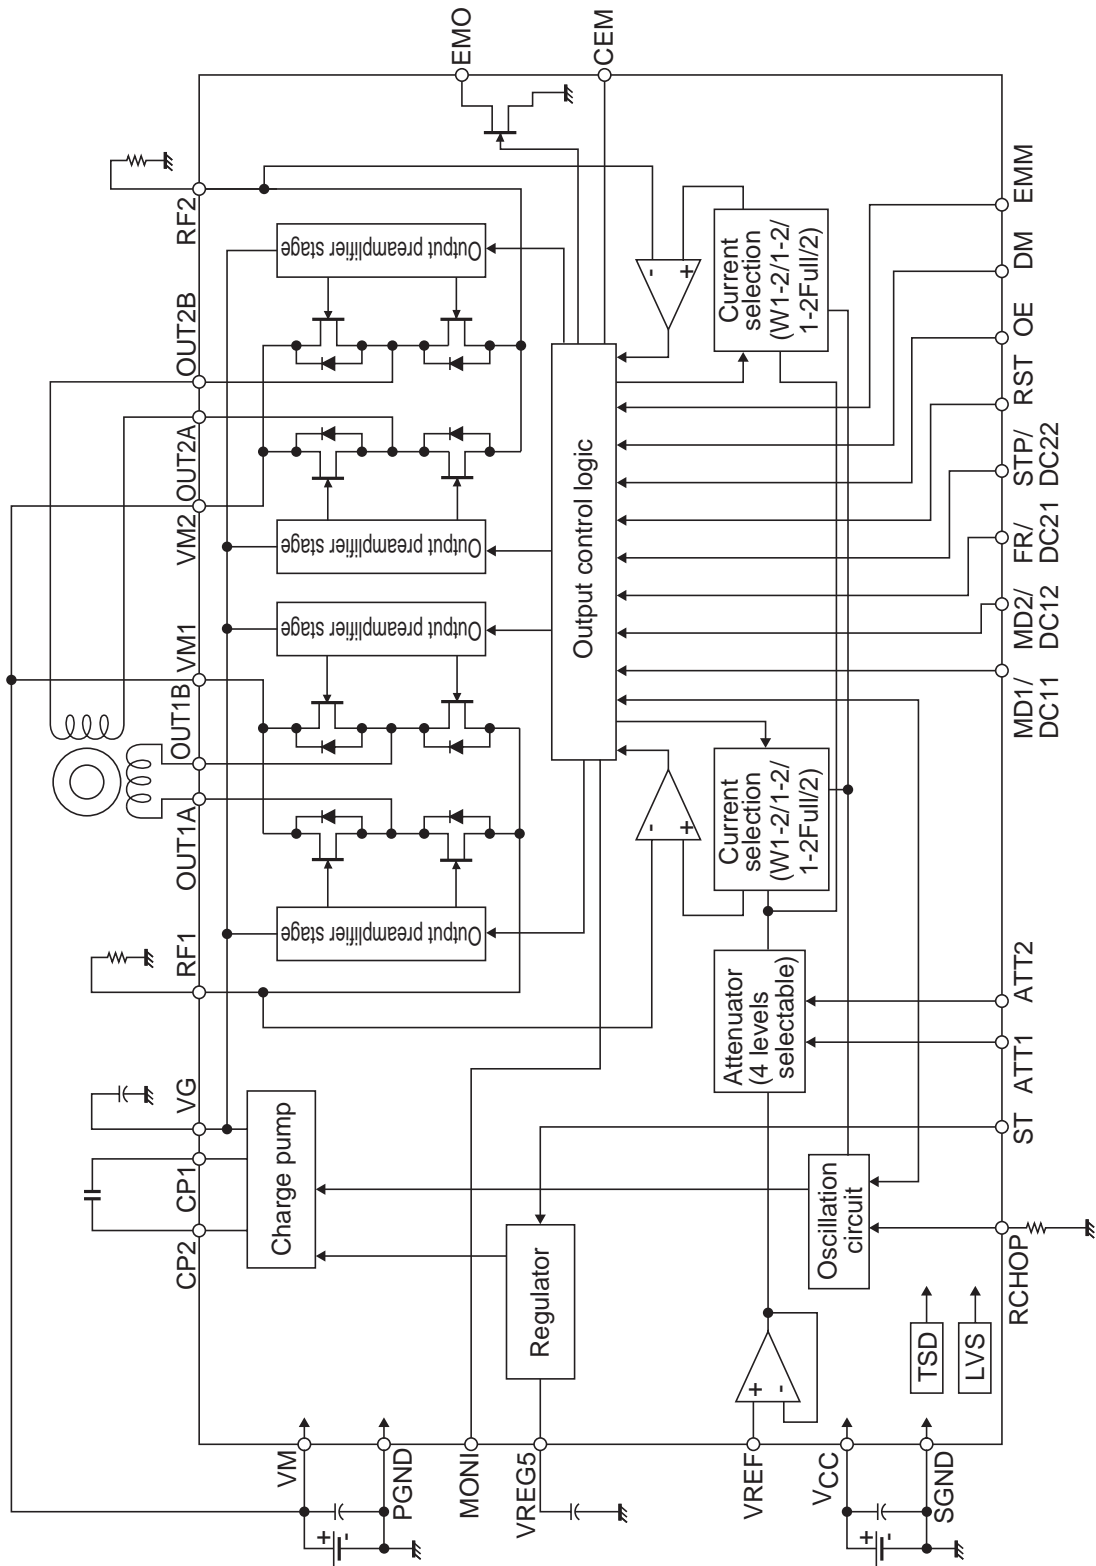 EMO
CEM
RF2
OUT2B
OUT2A
VM2
VM1
OUT1B
OUT1A
RF1
VG
CP1
CP2
Output preamplifier stage
Output preamplifier stage
Output preamplifier stage
Output preamplifier stage
Output control logic
Current
selection
(W1-2/1-2/
1-2Full/2)
-
+
Current
selection
(W1-2/1-2/
1-2Full/2)
-
+
EMM
DM
OE
RST
STP/
DC22
FR/
DC21
MD2/
DC12
MD1/
DC11
ATT2
ATT1
ST
RCHOP
Attenuator
(4 levels
selectable)
Charge pump
Regulator
Oscillation
circuit
TSD
LVS
+
-
VM
PGND
MONI
VREG5
VREF
VCC
SGND
+
-
+
-